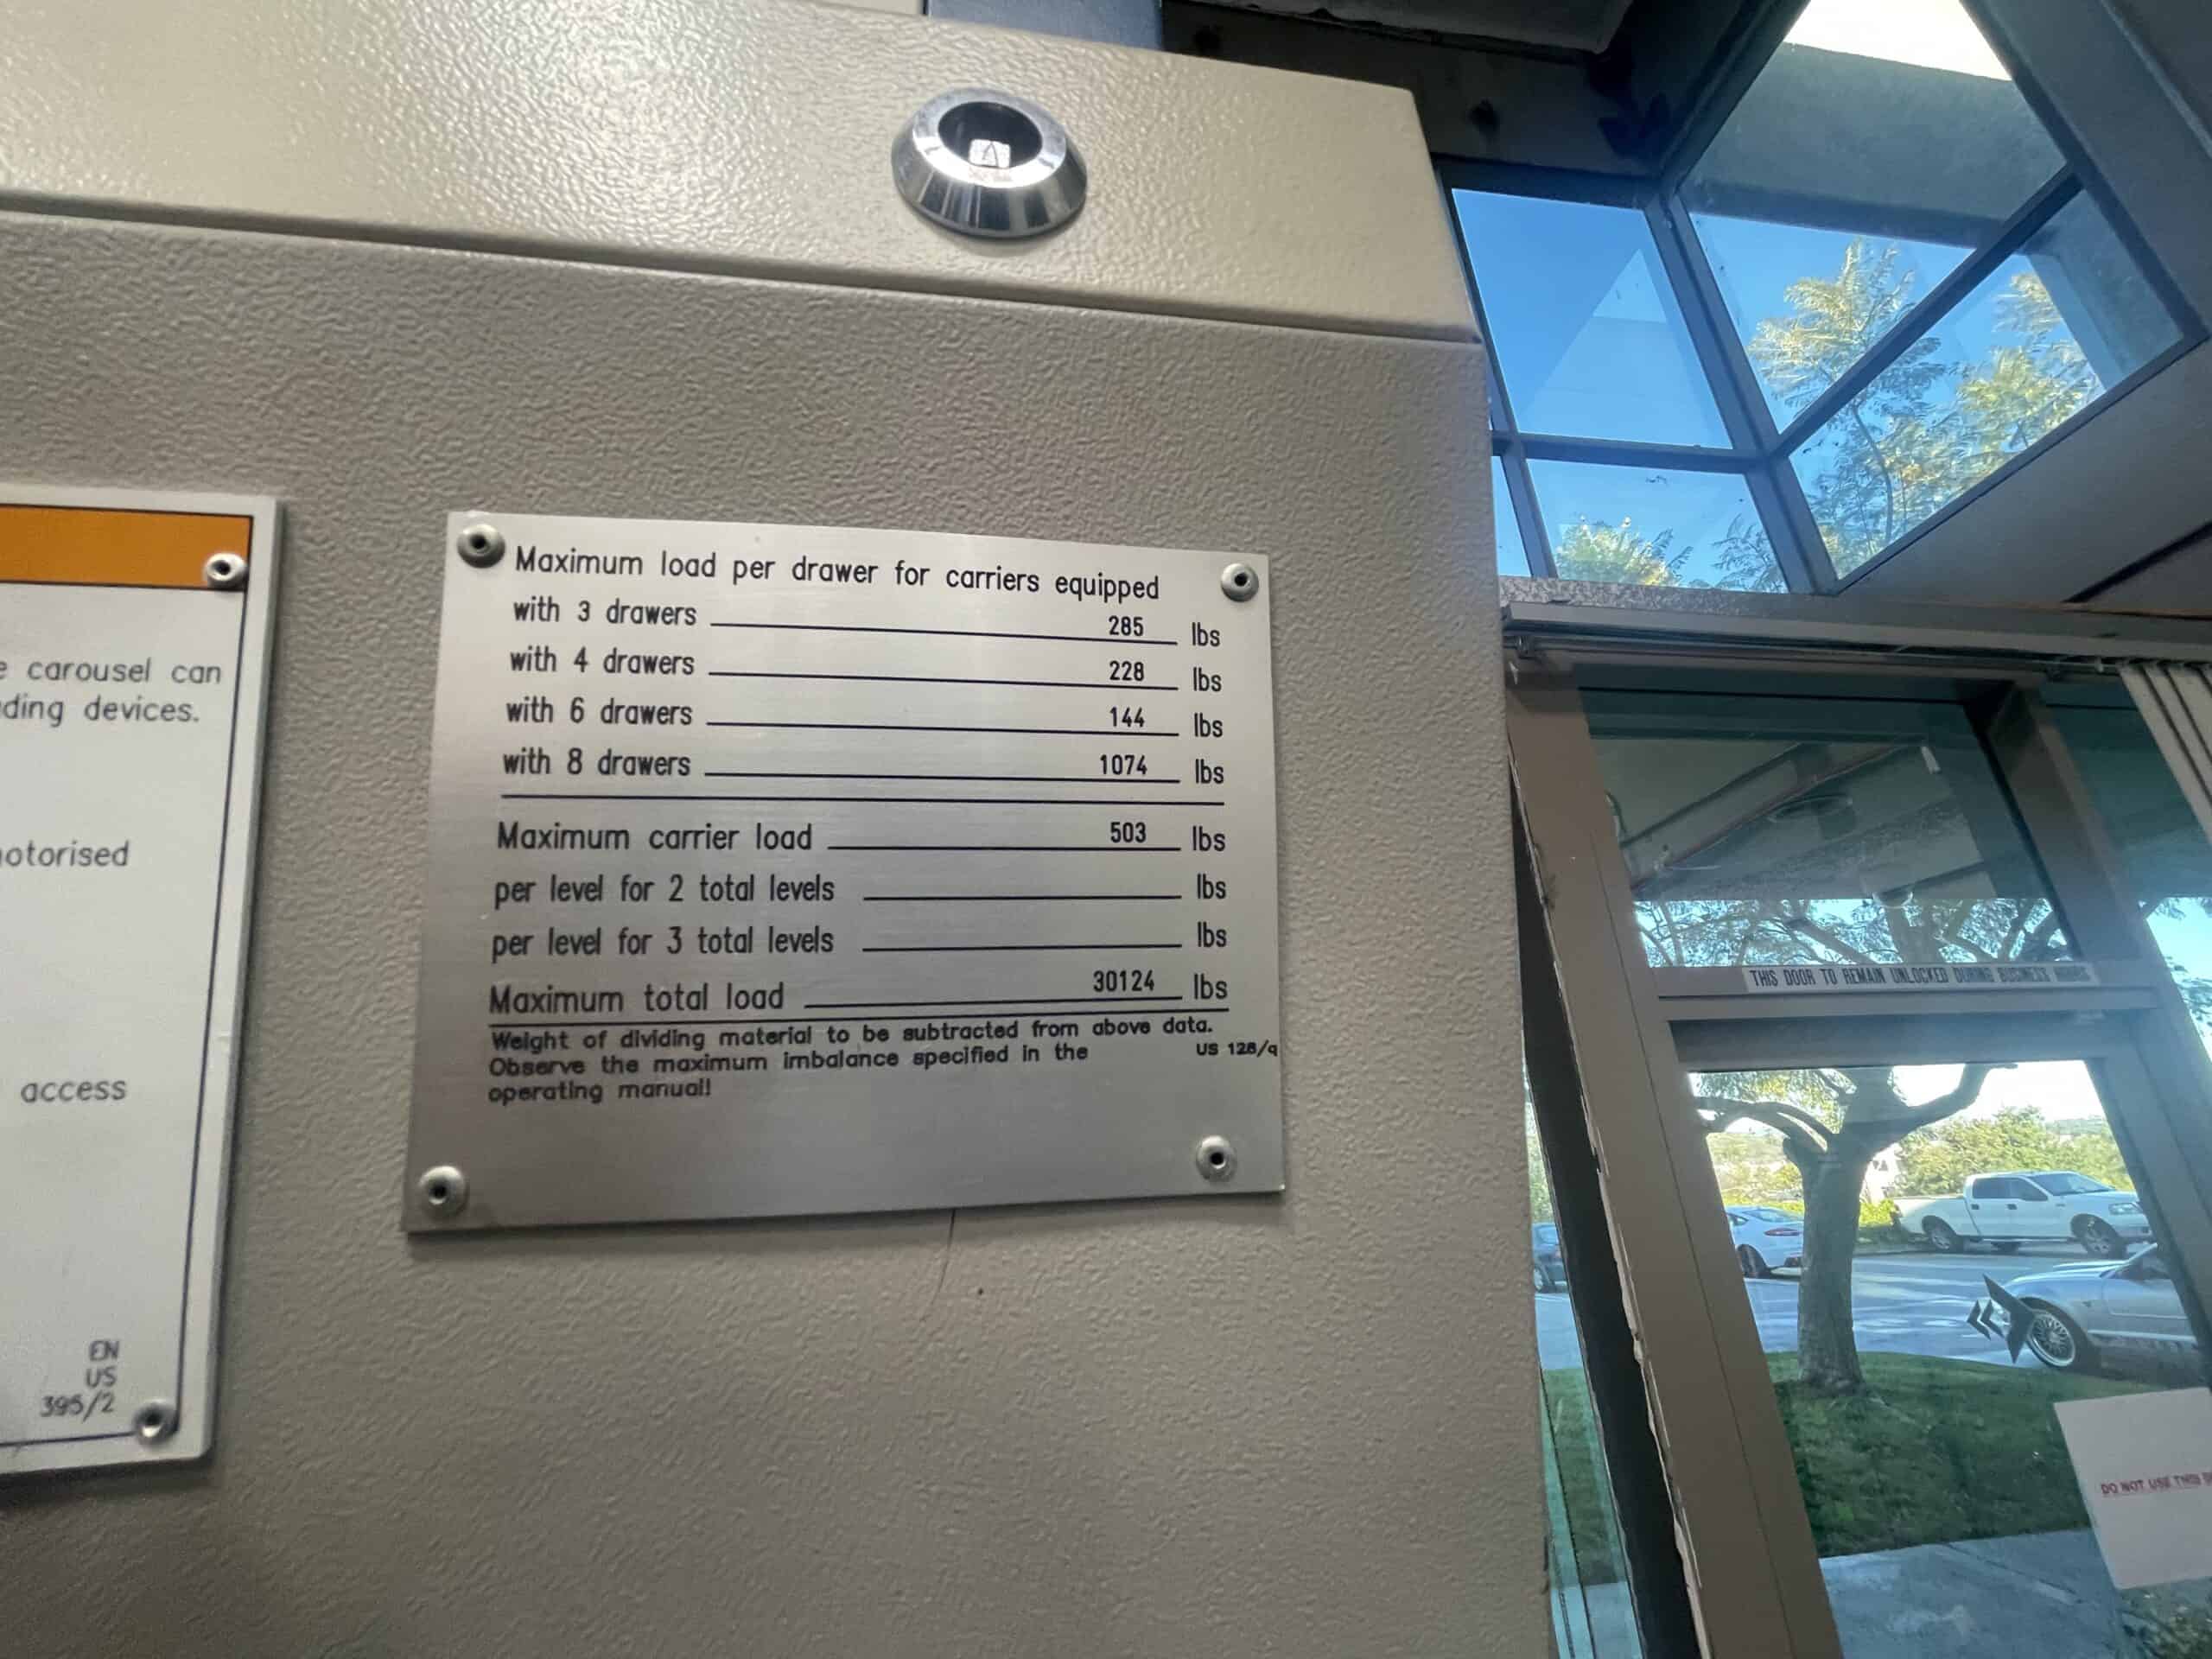 Maximum load per drawer for carriers equipped
with 3 drawers 285 lbs
with 4 drawers 228 lbs
with 6 drawers 144 lbs
with 8 drawers 1074 lbs
Maximum carrier load 503 lbs
per level for 2 total levels lbs
per level for 3 total levels lbs
Maximum total load 30124 lbs
Weight of dividing material to be subtracted from above data.
Observe the maximum imbalance specified in the US 128/q
operating manual!
carousel can
devices.
access
EN
US
395/2
THIS DOOR TO REMAIN UNLOCKED DURING BUSINESS HOURS
DO NOT USE THIS